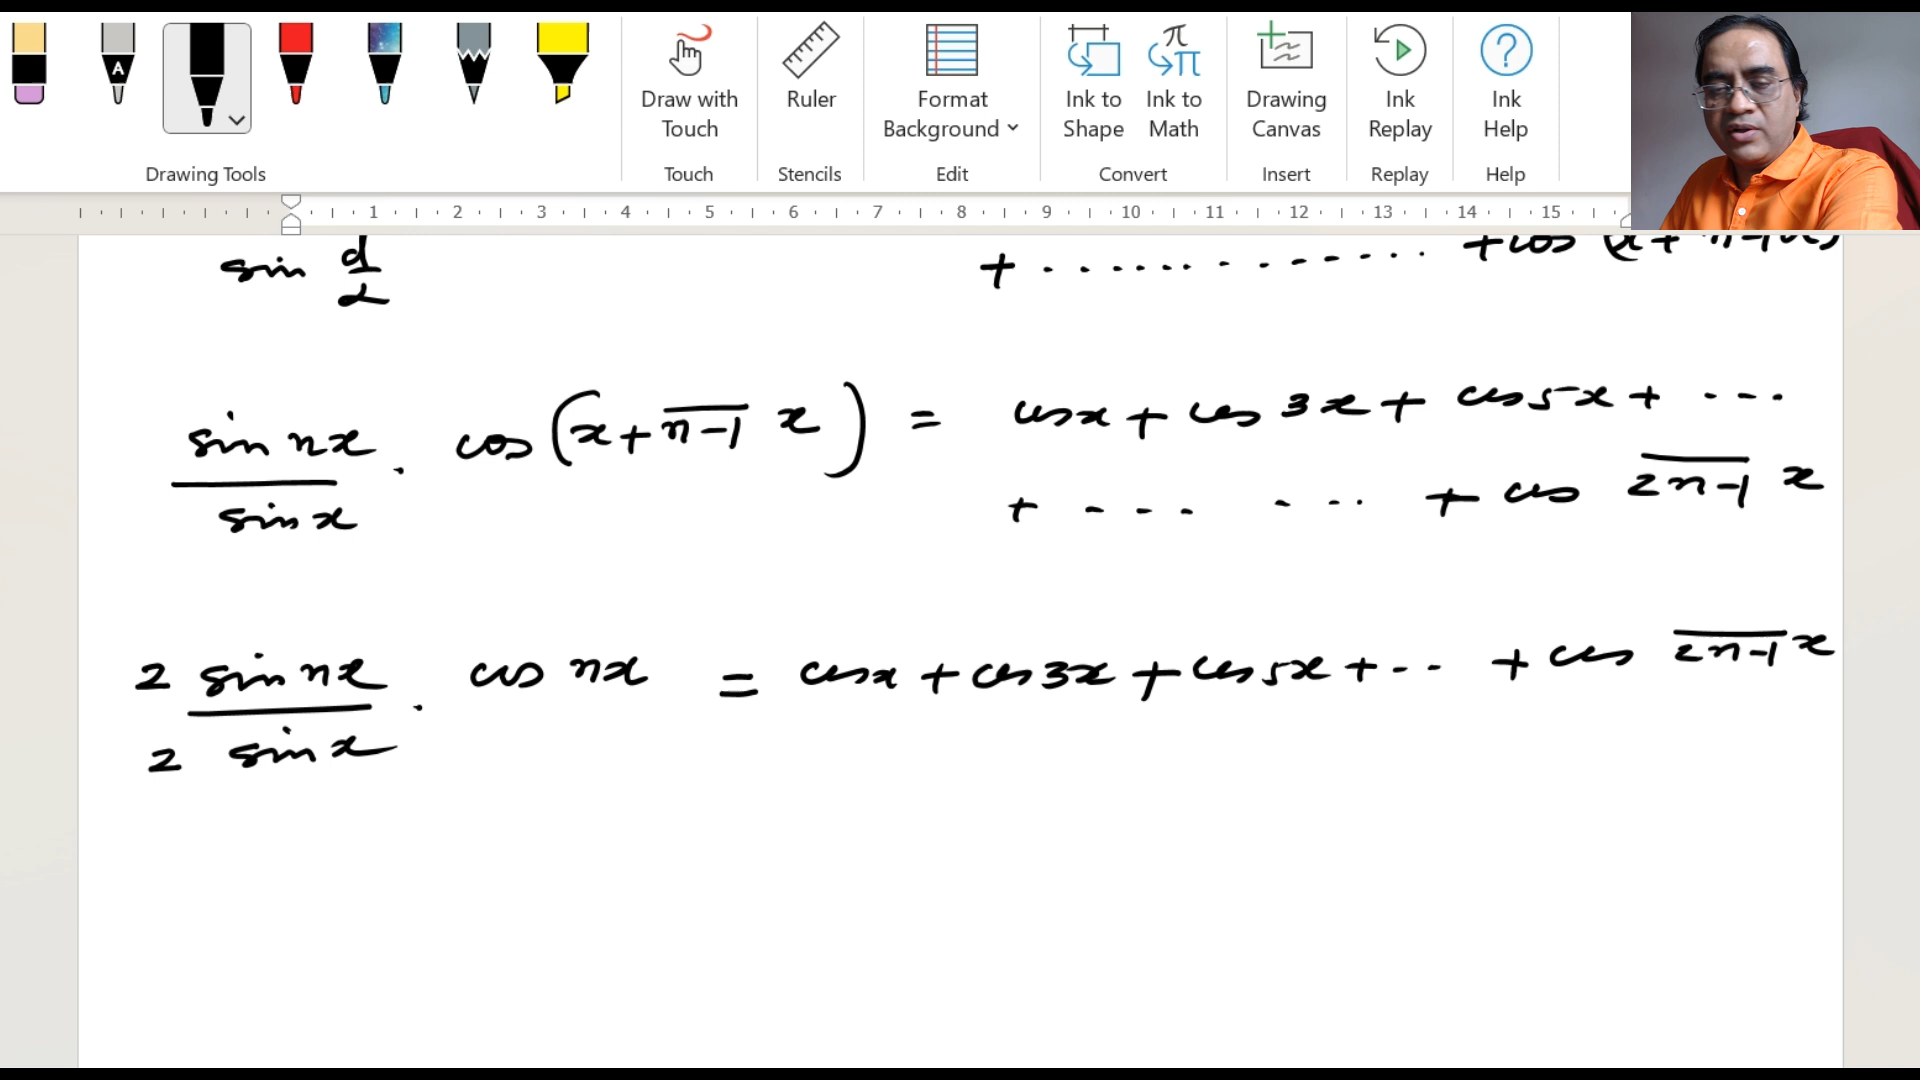 Draw with Touch
Ruler
Format Background
Ink to Shape
Ink to Math
Drawing Canvas
Ink Replay
Ink Help
Drawing Tools
Touch
Stencils
Edit
Convert
Insert
Replay
Help
1 2 3 4 5 6 7 8 9 10 11 12 13 14 15
sin d/2 + ............. + cos
sin nx / sin x . cos (x + n-1 x) = cos x + cos 3x + cos 5x + ...
+ --- --- + cos 2n-1 x
2 sin nx / 2 sin x . cos nx = cos x + cos 3x + cos 5x + ... + cos 2n-1 x